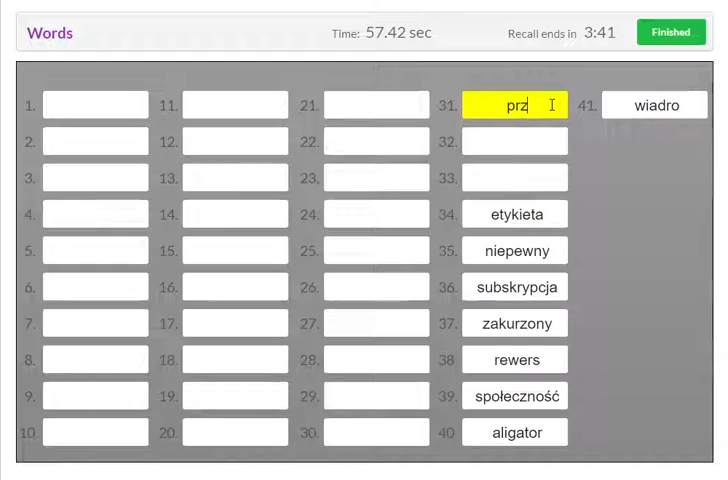 Words Time: 57.42 sec Recall ends in 3:41 Finished
1. 11. 21. 31. prz 41. wiadro
2. 12. 22. 32.
3. 13. 23. 33.
4. 14. 24. 34. etykieta
5. 15. 25. 35. niepewny
6. 16. 26. 36. subskrypcja
7. 17. 27. 37. zakurzony
8. 18. 28. 38 rewers
9. 19. 29. 39. społeczność
10. 20. 30. 40 aligator